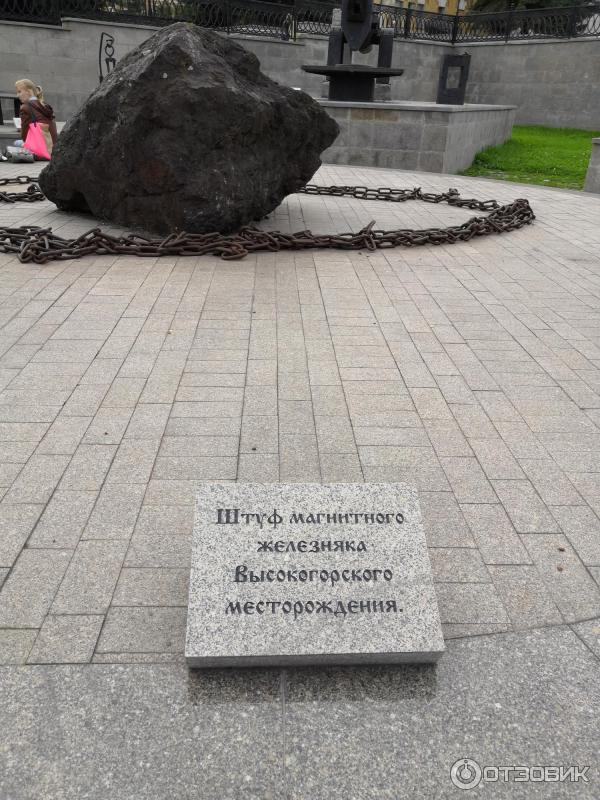 Штуф магнитного
железняка
Высокогорского
месторождения.
ОТЗОВИК